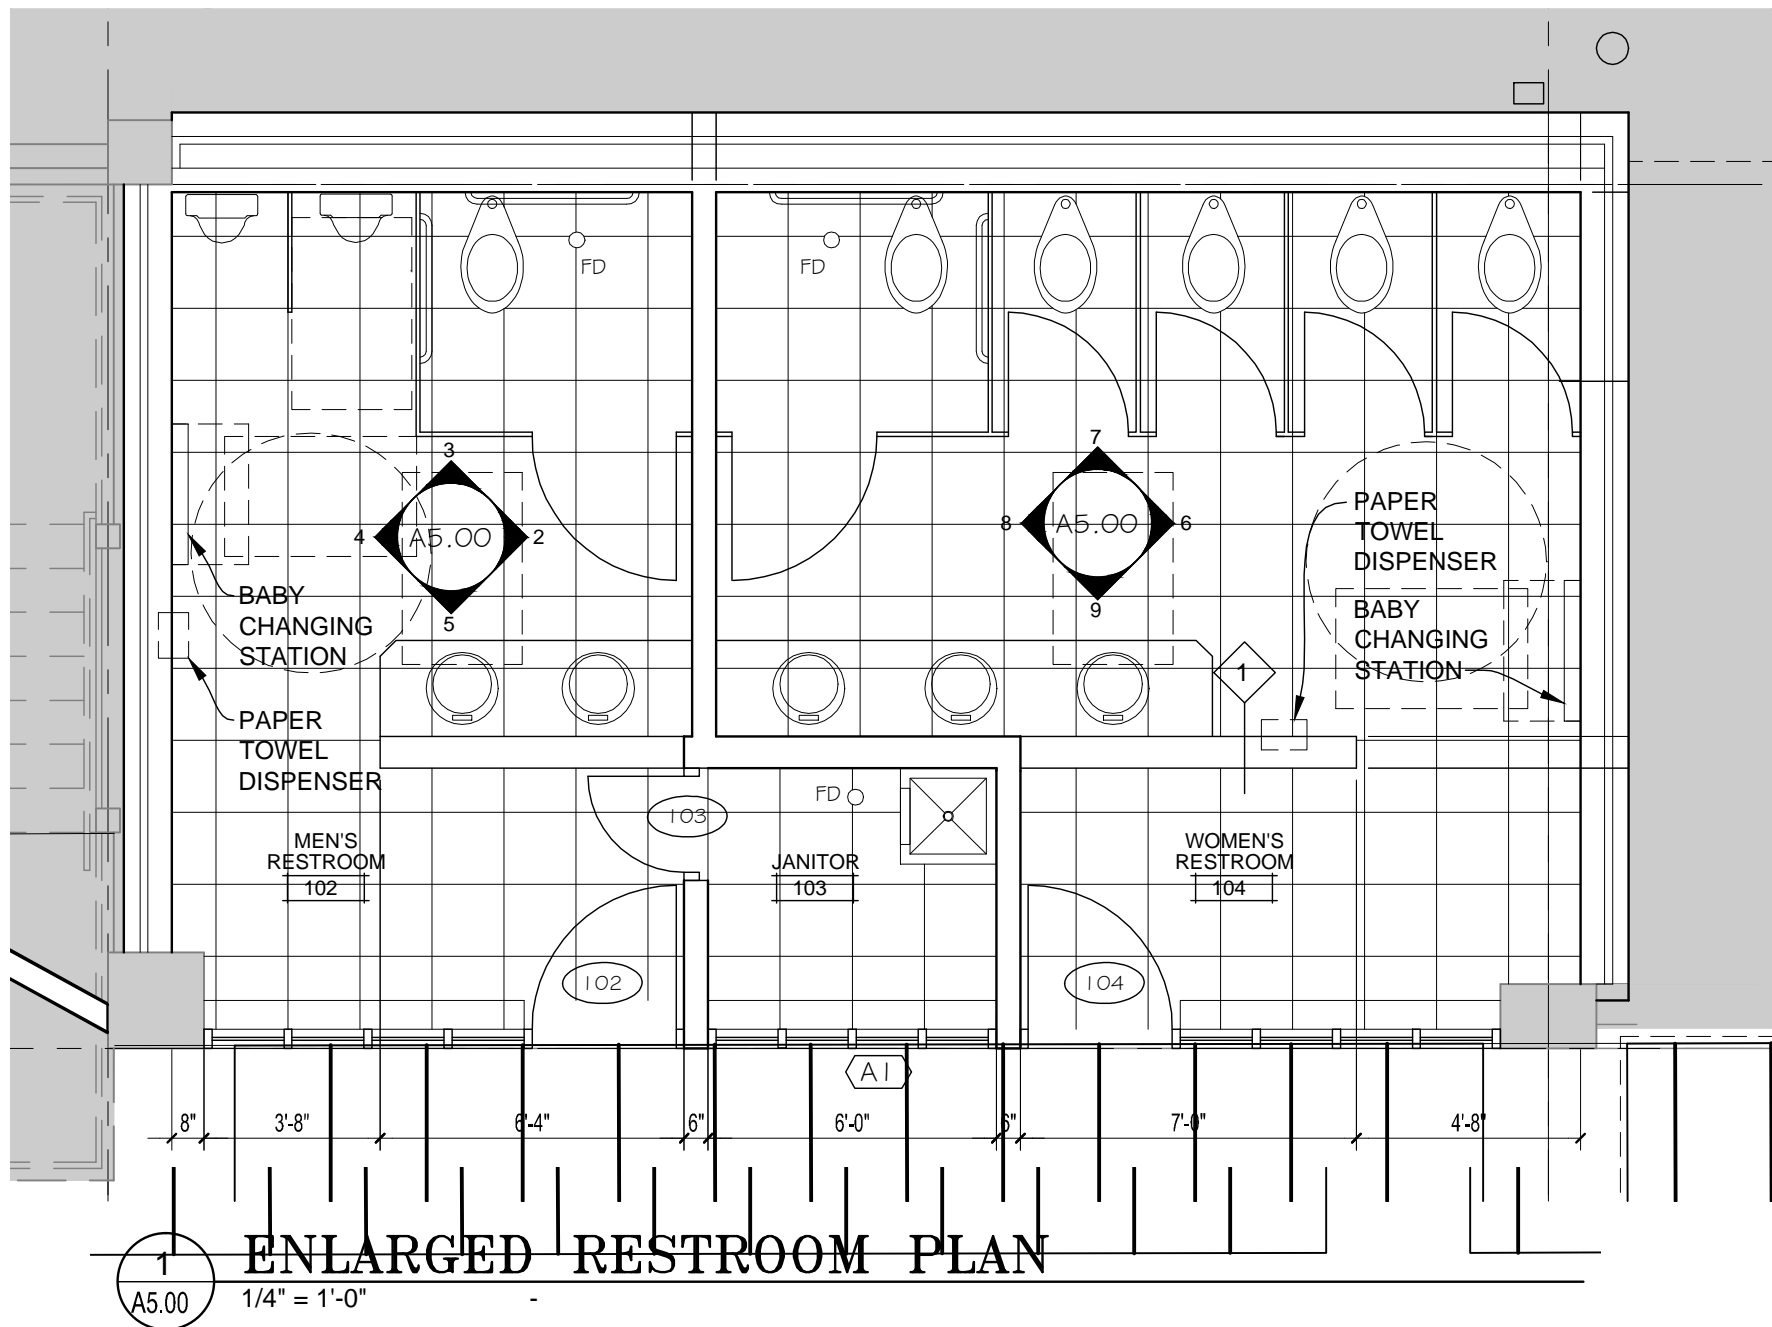 FD
FD
3
4
A5.00
2
5
7
8
A5.00
6
9
PAPER
TOWEL
DISPENSER
BABY
CHANGING
STATION
BABY
CHANGING
STATION
1
PAPER
TOWEL
DISPENSER
FD
103
MEN'S
RESTROOM
102
JANITOR
103
WOMEN'S
RESTROOM
104
102
104
A1
8" 3'-8" 6'-4" 6" 6'-0" 6" 7'-0" 4'-8"
1
A5.00
ENLARGED RESTROOM PLAN
1/4" = 1'-0" -